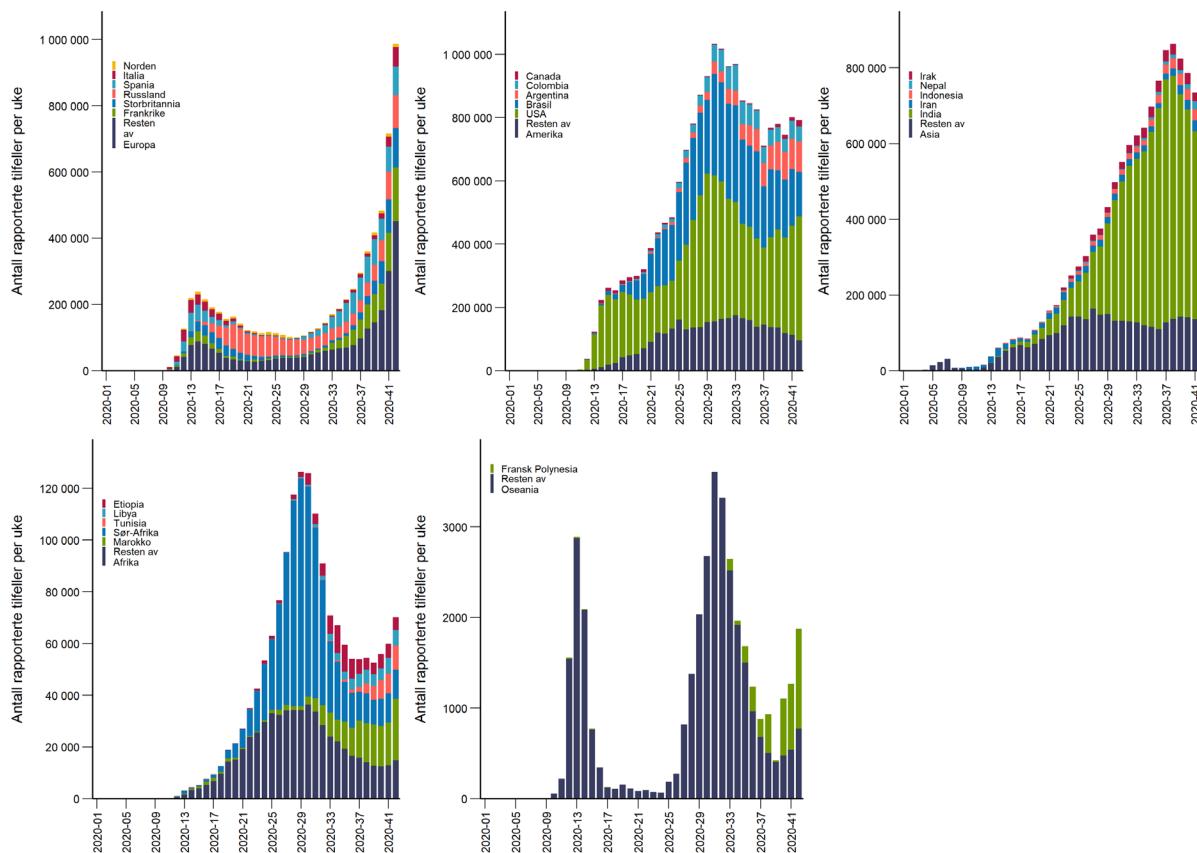 Antall rapporterte tilfeller per uke
1 000 000
800 000
600 000
400 000
200 000
0
Norden
Italia
Spania
Russland
Storbritannia
Frankrike
Resten
av
Europa
2020-01
2020-05
2020-09
2020-13
2020-17
2020-21
2020-25
2020-29
2020-33
2020-37
2020-41
Antall rapporterte tilfeller per uke
1 000 000
800 000
600 000
400 000
200 000
0
Canada
Colombia
Argentina
Brasil
USA
Resten av
Amerika
2020-01
2020-05
2020-09
2020-13
2020-17
2020-21
2020-25
2020-29
2020-33
2020-37
2020-41
Antall rapporterte tilfeller per uke
800 000
600 000
400 000
200 000
0
Irak
Nepal
Indonesia
Iran
India
Resten av
Asia
2020-01
2020-05
2020-09
2020-13
2020-17
2020-21
2020-25
2020-29
2020-33
2020-37
2020-41
Antall rapporterte tilfeller per uke
120 000
100 000
80 000
60 000
40 000
20 000
0
Etiopia
Libya
Tunisia
Sør-Afrika
Marokko
Resten av
Afrika
2020-01
2020-05
2020-09
2020-13
2020-17
2020-21
2020-25
2020-29
2020-33
2020-37
2020-41
Antall rapporterte tilfeller per uke
3000
2000
1000
0
Fransk Polynesia
Resten av
Oseania
2020-01
2020-05
2020-09
2020-13
2020-17
2020-21
2020-25
2020-29
2020-33
2020-37
2020-41